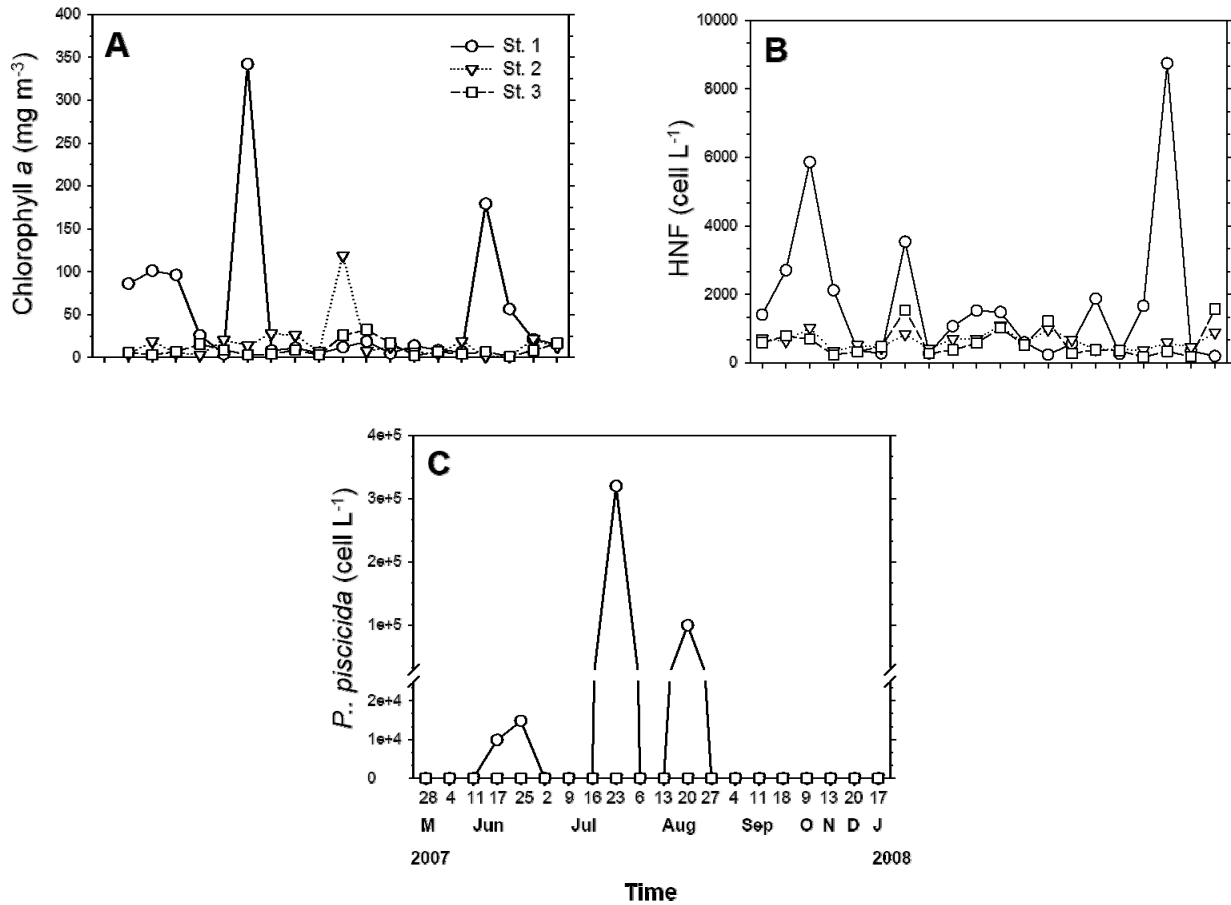 A
St. 1
St. 2
St. 3
400
350
300
250
200
150
100
50
0
Chlorophyll a (mg m-3)
B
10000
8000
6000
4000
2000
0
HNF (cell L-1)
C
4e+5
3e+5
2e+5
1e+5
2e+4
1e+4
0
P.. piscicida (cell L-1)
28 4 11 17 25 2 9 16 23 6 13 20 27 4 11 18 9 13 20 17
M Jun Jul Aug Sep O N D J
2007 2008
Time